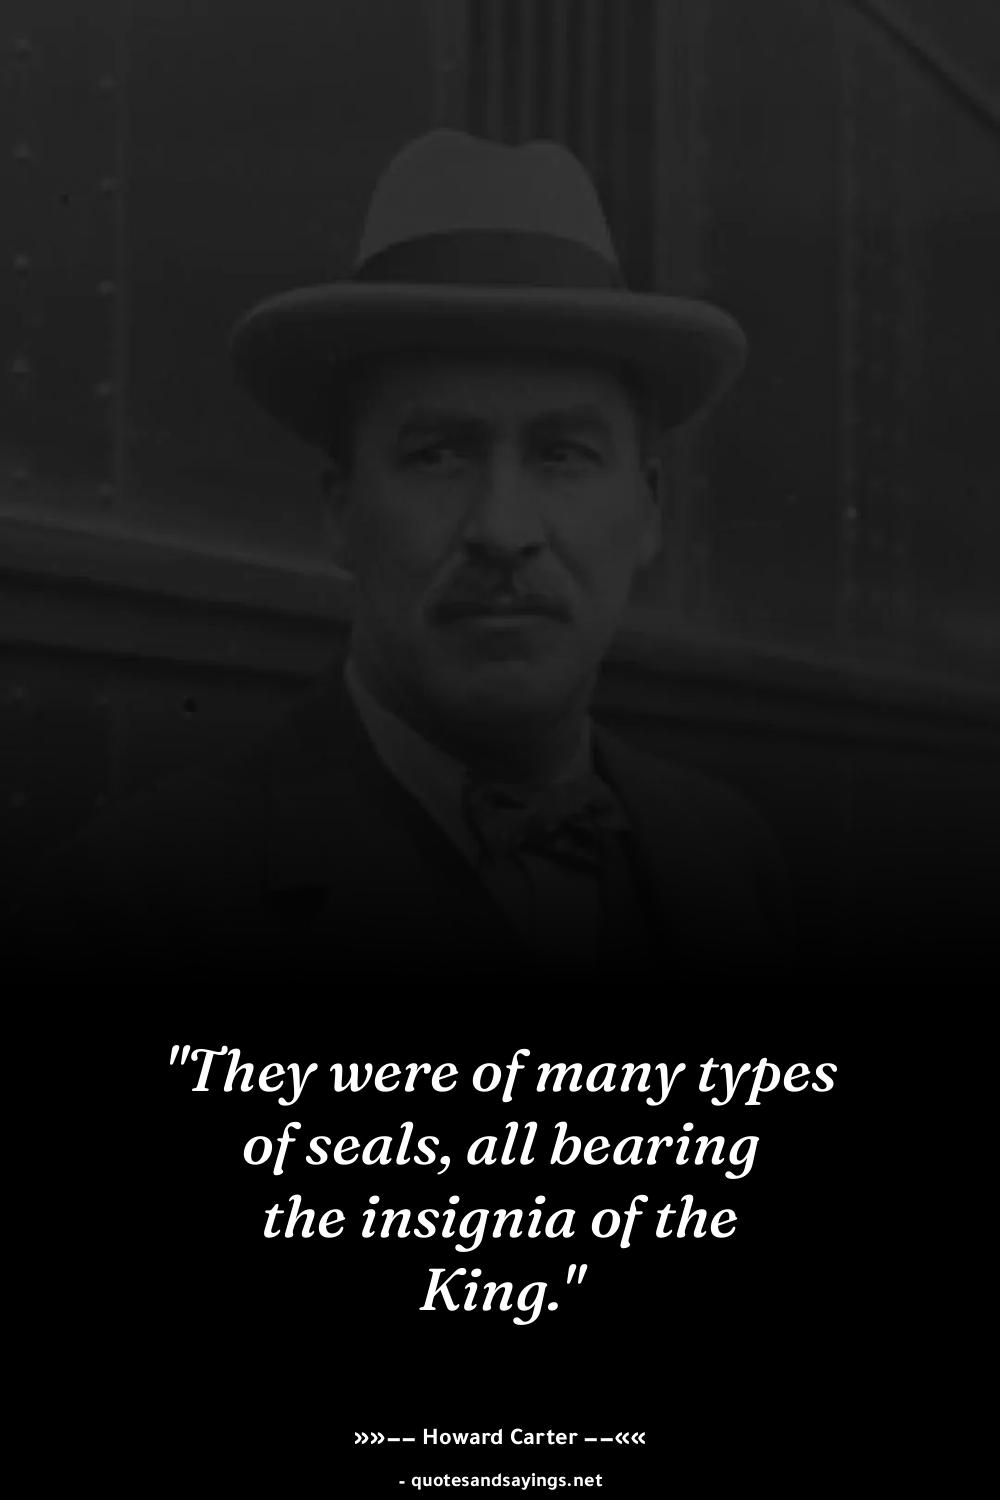 "They were of many types
of seals, all bearing
the insignia of the
King."
»»–– Howard Carter ––««
- quotesandsayings.net